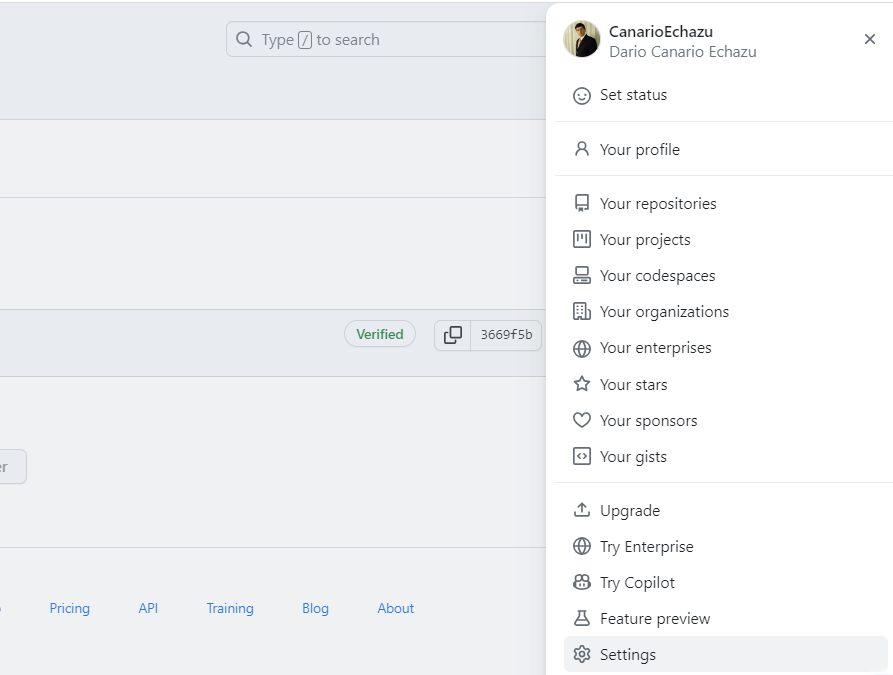 Type / to search
CanarioEchazu
Dario Canario Echazu
Set status
Your profile
Your repositories
Your projects
Your codespaces
Your organizations
Your enterprises
Your stars
Your sponsors
Your gists
Upgrade
Try Enterprise
Try Copilot
Feature preview
Settings
Verified
3669f5b
er
Pricing API Training Blog About